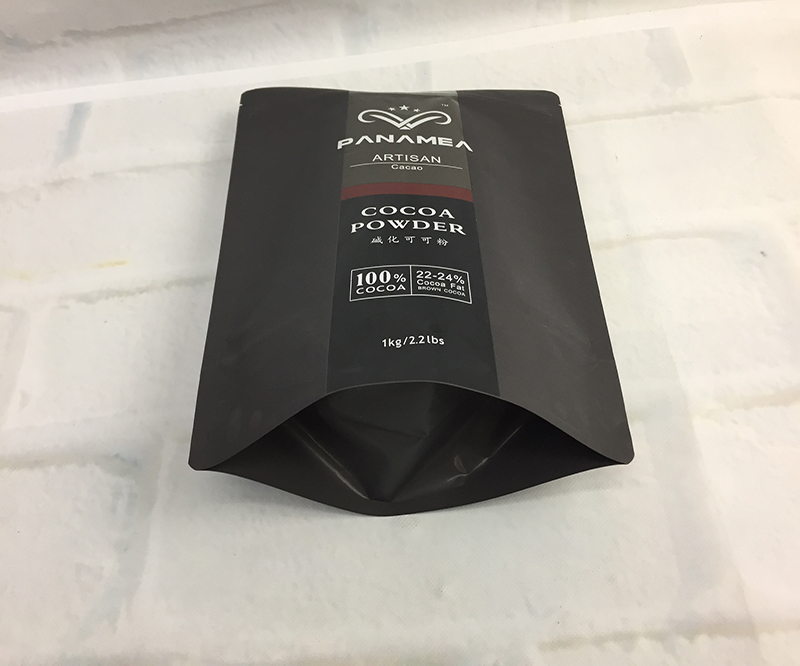 PANAMEA
™
ARTISAN
Cacao
COCOA
POWDER
碱化可可粉
100%
COCOA
22-24%
Cocoa Fat
BROWN COCOA
1kg/2.2lbs